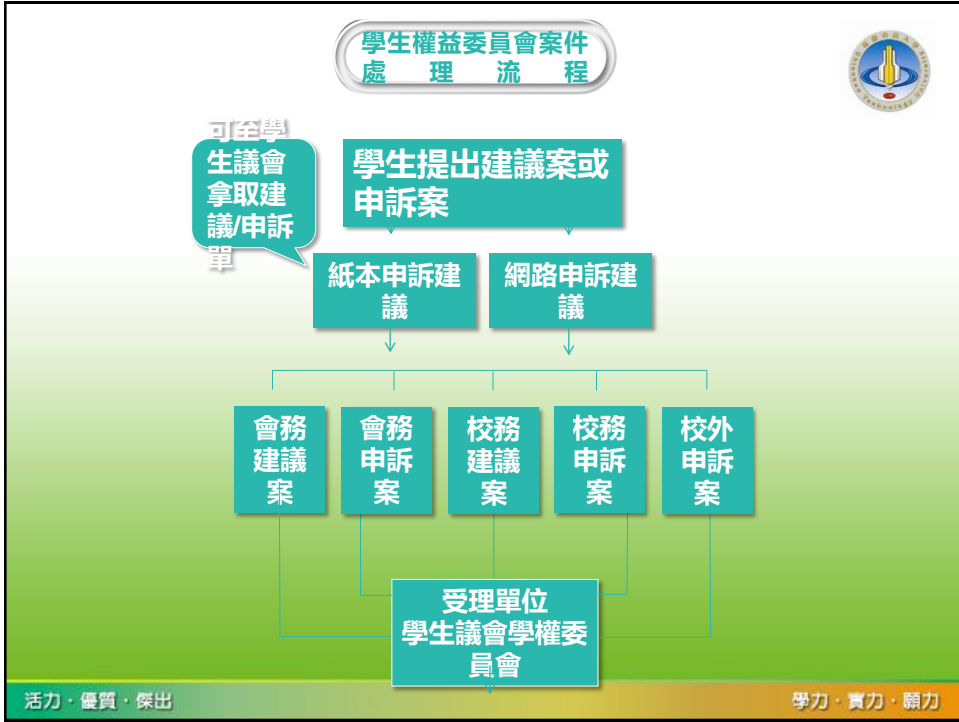 學生權益委員會案件
處理流程
可至學
生議會
拿取建
議/申訴
單
學生提出建議案或
申訴案
紙本申訴建
議
網路申訴建
議
會務
建議
案
會務
申訴
案
校務
建議
案
校務
申訴
案
校外
申訴
案
受理單位
學生議會學權委
員會
活力‧優質‧傑出
學力‧實力‧願力